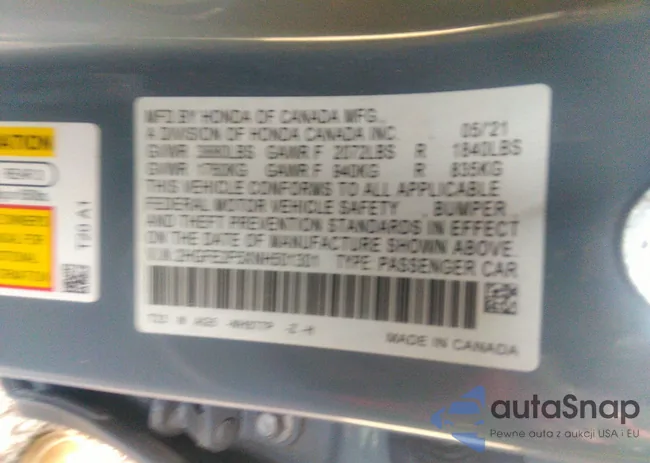 MFD.BY HONDA OF CANADA MFG.,
A DIVISION OF HONDA CANADA INC. 05/21
GVWR LBS GAWR F 2072LBS R 1840LBS
GVWR 1760KG GAWR F 940KG R 835KG
THIS VEHICLE CONFORMS TO ALL APPLICABLE
FEDERAL MOTOR VEHICLE SAFETY , BUMPER
AND THEFT PREVENTION STANDARDS IN EFFECT
ON THE DATE OF MANUFACTURE SHOWN ABOVE.
TYPE: PASSENGER CAR
MADE IN CANADA
T20 A1
autaSnap
Pewne auta z aukcji USA i EU